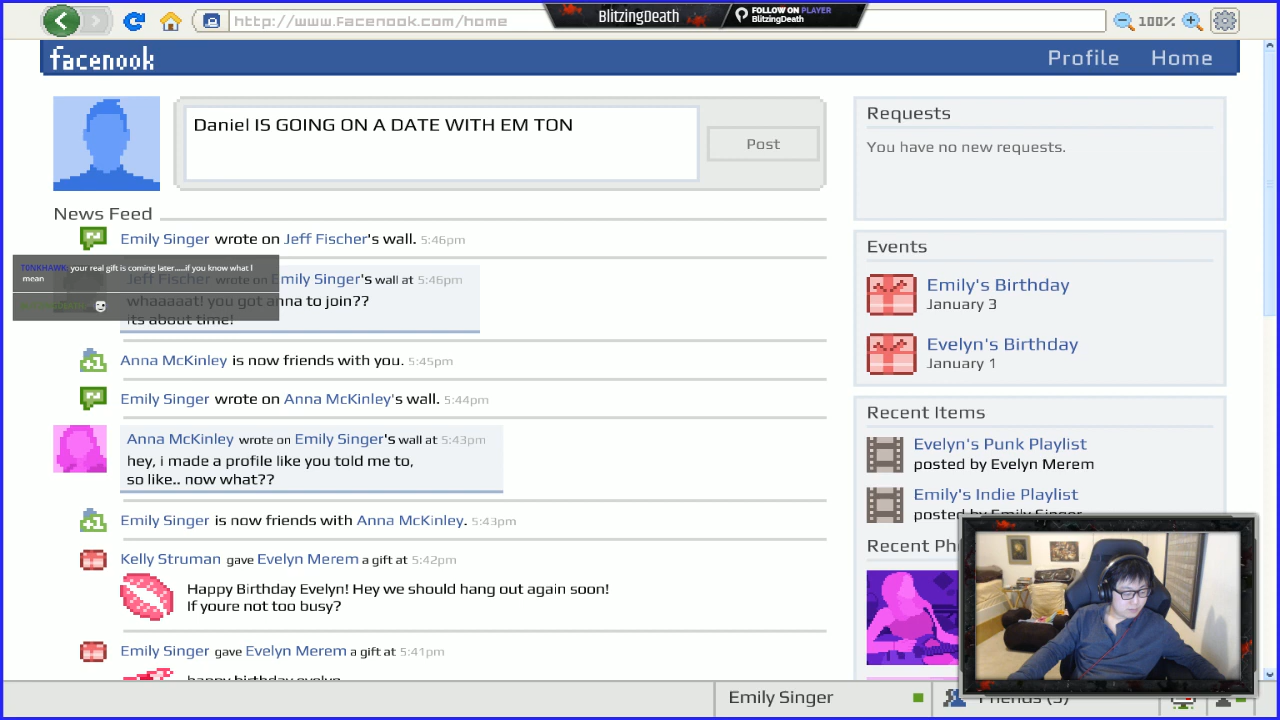 http://www.facenook.com/home
BlitzingDeath
FOLLOW ON PLAYER
BlitzingDeath
100%
facenook
Profile
Home
Daniel IS GOING ON A DATE WITH EM TON
Post
News Feed
Emily Singer wrote on Jeff Fischer's wall. 5:46pm
Jeff Fischer wrote on Emily Singer's wall at 5:46pm
whaaaaat! you got anna to join??
its about time!
TONKHAWK: your real gift is coming later.....if you know what I
mean
Anna McKinley is now friends with you. 5:45pm
Emily Singer wrote on Anna McKinley's wall. 5:44pm
Anna McKinley wrote on Emily Singer's wall at 5:43pm
hey, i made a profile like you told me to,
so like.. now what??
+1
Emily Singer is now friends with Anna McKinley. 5:43pm
Kelly Struman gave Evelyn Merem a gift at 5:42pm
Happy Birthday Evelyn! Hey we should hang out again soon!
If youre not too busy?
Emily Singer gave Evelyn Merem a gift at 5:41pm
happy birthday evelyn
Requests
You have no new requests.
Events
Emily's Birthday
January 3
Evelyn's Birthday
January 1
Recent Items
Evelyn's Punk Playlist
posted by Evelyn Merem
Emily's Indie Playlist
posted by Emily Singer
Recent Ph
Emily Singer
Friends (3)